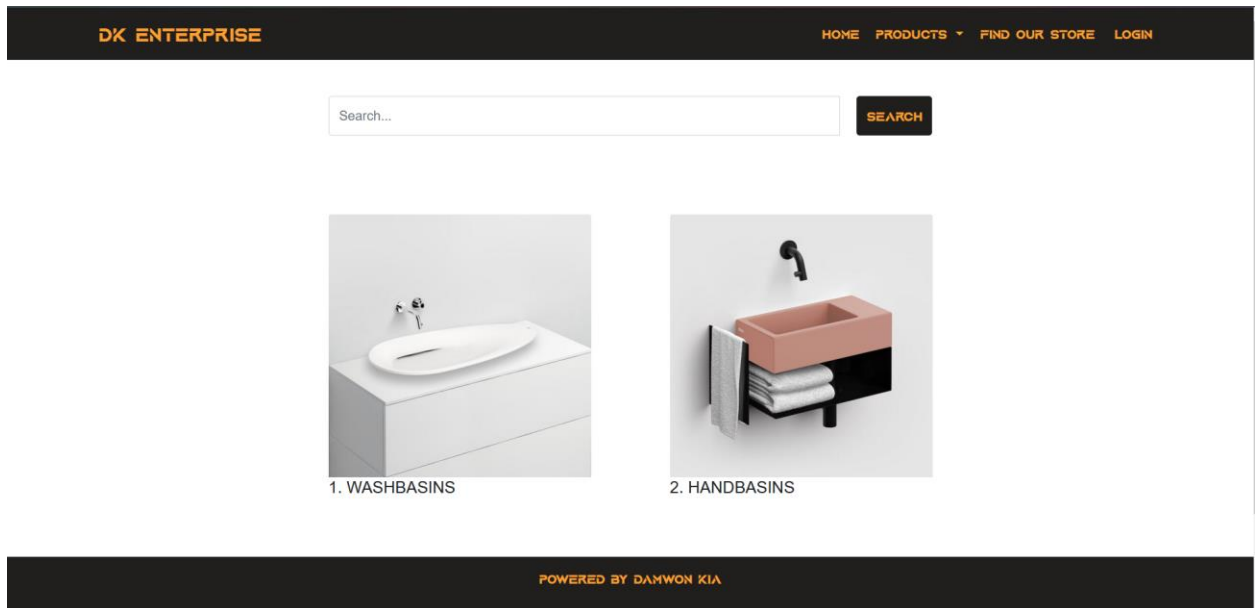 DK ENTERPRISE
HOME PRODUCTS FIND OUR STORE LOGIN
Search...
SEARCH
1. WASHBASINS
2. HANDBASINS
POWERED BY DAMWON KIA